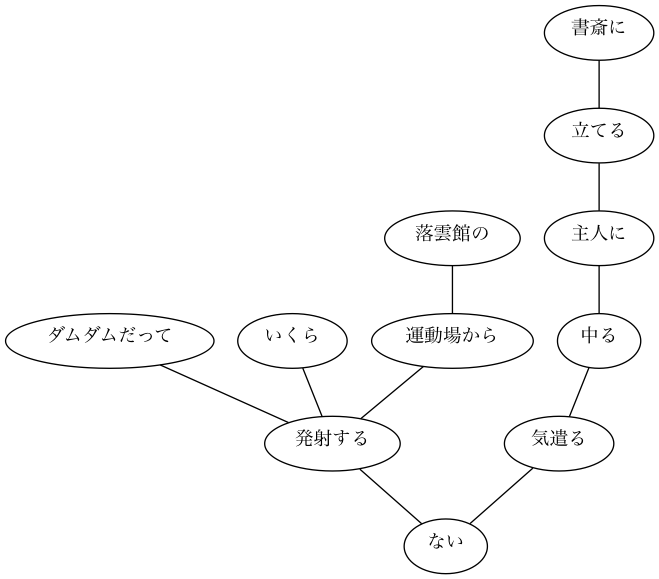 書斎に
立てる
落雲館の
主人に
ダムダムだって
いくら
運動場から
中る
発射する
気遣る
ない